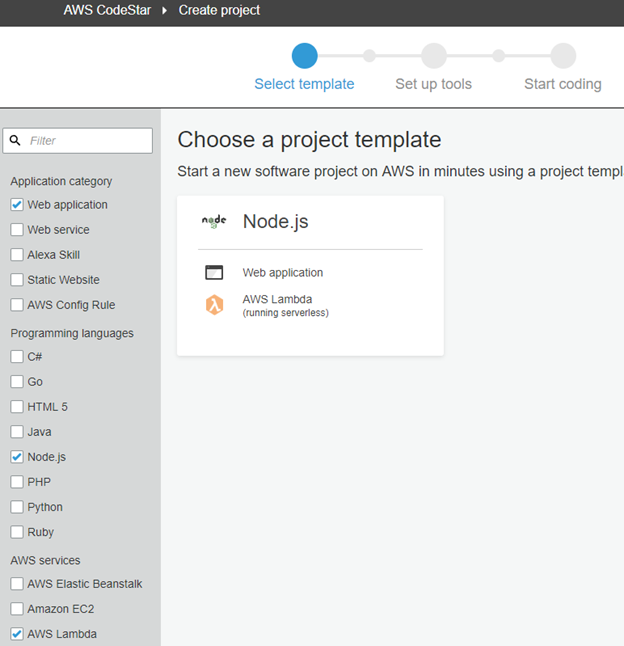 AWS CodeStar Create project
Select template Set up tools Start coding
Filter
Application category
Web application
Web service
Alexa Skill
Static Website
AWS Config Rule
Programming languages
C#
Go
HTML 5
Java
Node.js
PHP
Python
Ruby
AWS services
AWS Elastic Beanstalk
Amazon EC2
AWS Lambda
Choose a project template
Start a new software project on AWS in minutes using a project templ
node Node.js
Web application
AWS Lambda
(running serverless)